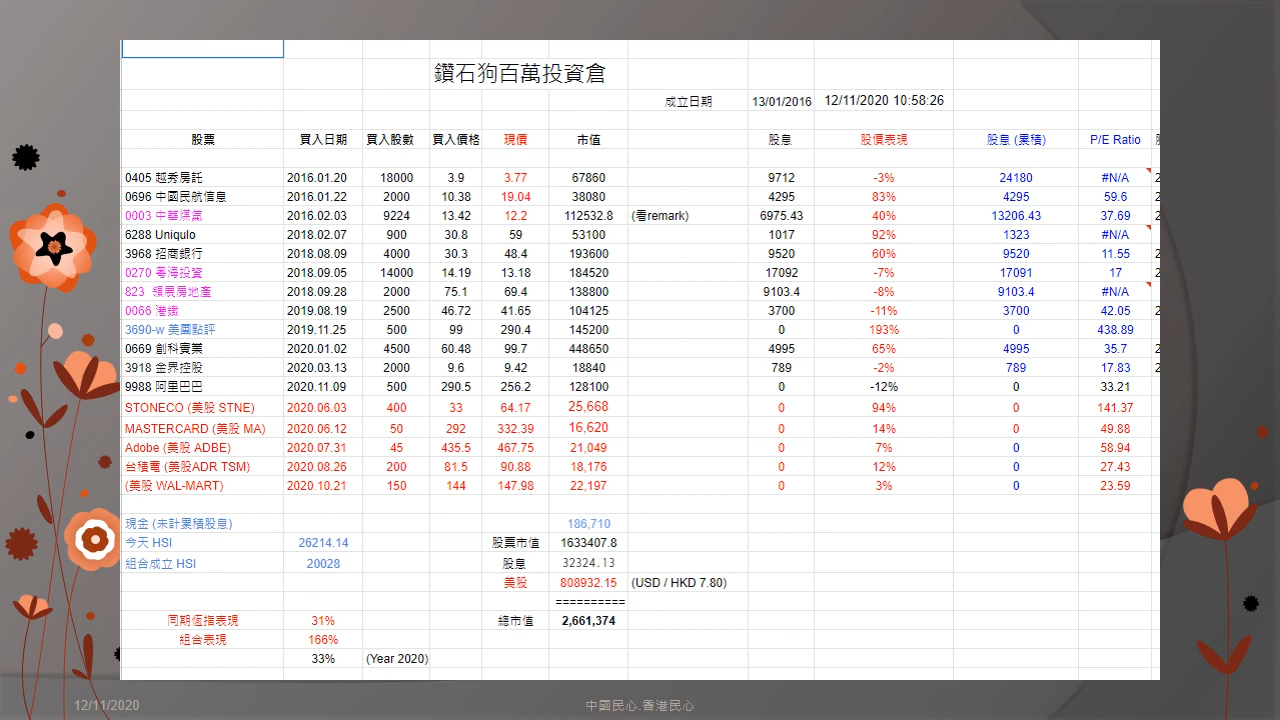 鑽石狗百萬投資倉
成立日期 13/01/2016 12/11/2020 10:58:26
股票 買入日期 買入股數 買入價格 現價 市值 股息 股價表現 股息 (累積) P/E Ratio
0405 越秀房託 2016.01.20 18000 3.9 3.77 67860 9712 -3% 24180 #N/A 2
0696 中國民航信息 2016.01.22 2000 10.38 19.04 38080 4295 83% 4295 59.6 2
0003 中華煤氣 2016.02.03 9224 13.42 12.2 112532.8 (看remark) 6975.43 40% 13206.43 37.69 2
6288 Uniqulo 2018.02.07 900 30.8 59 53100 1017 92% 1323 #N/A 2
3968 招商銀行 2018.08.09 4000 30.3 48.4 193600 9520 60% 9520 11.55 2
0270 粵海投資 2018.09.05 14000 14.19 13.18 184520 17092 -7% 17091 17 2
823 領展房地產 2018.09.28 2000 75.1 69.4 138800 9103.4 -8% 9103.4 #N/A
0066 港鐵 2019.08.19 2500 46.72 41.65 104125 3700 -11% 3700 42.05 2
3690-w 美團點評 2019.11.25 500 99 290.4 145200 0 193% 0 438.89
0669 創科實業 2020.01.02 4500 60.48 99.7 448650 4995 65% 4995 35.7 2
3918 金界控股 2020.03.13 2000 9.6 9.42 18840 789 -2% 789 17.83 2
9988 阿里巴巴 2020.11.09 500 290.5 256.2 128100 0 -12% 0 33.21
STONECO (美股 STNE) 2020.06.03 400 33 64.17 25,668 0 94% 0 141.37
MASTERCARD (美股 MA) 2020.06.12 50 292 332.39 16,620 0 14% 0 49.88
Adobe (美股 ADBE) 2020.07.31 45 435.5 467.75 21,049 0 7% 0 58.94
台積電 (美股ADR TSM) 2020.08.26 200 81.5 90.88 18,176 0 12% 0 27.43
(美股 WAL-MART) 2020.10.21 150 144 147.98 22,197 0 3% 0 23.59
現金 (未計累積股息) 186,710
今天 HSI 26214.14 股票市值 1633407.8
組合成立 HSI 20028 股息 32324.13
美股 808932.15 (USD / HKD 7.80)
==========
同期恆指表現 31% 總市值 2,661,374
組合表現 166%
33% (Year 2020)
12/11/2020 中國民心.香港民心